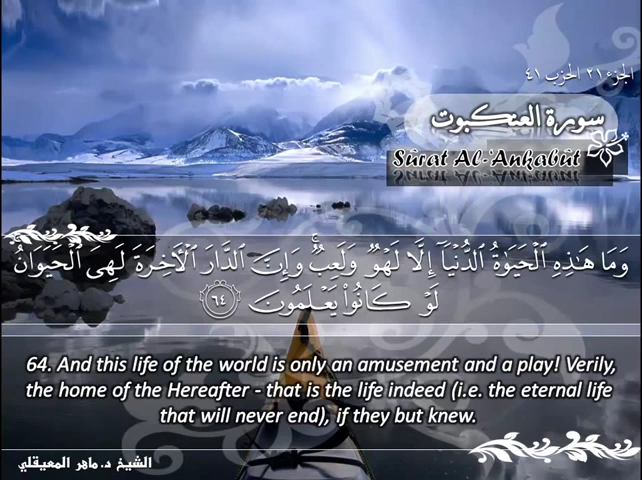 الجزء ٢١ الحزب ٤١
سورة العنكبوت
Sūrat Al-'Ankabūt
وَمَا هَـٰذِهِ ٱلْحَيَوٰةُ ٱلدُّنْيَآ إِلَّا لَهْوٌ وَلَعِبٌ ۚ وَإِنَّ ٱلدَّارَ ٱلْـَٔاخِرَةَ لَهِىَ ٱلْحَيَوَانُ ۚ
لَوْ كَانُوا۟ يَعْلَمُونَ ٦٤
64. And this life of the world is only an amusement and a play! Verily,
the home of the Hereafter - that is the life indeed (i.e. the eternal life
that will never end), if they but knew.
الشيخ د. ماهر المعيقلي